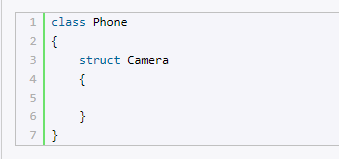 1 class Phone
2 {
3     struct Camera
4     {
5
6     }
7 }